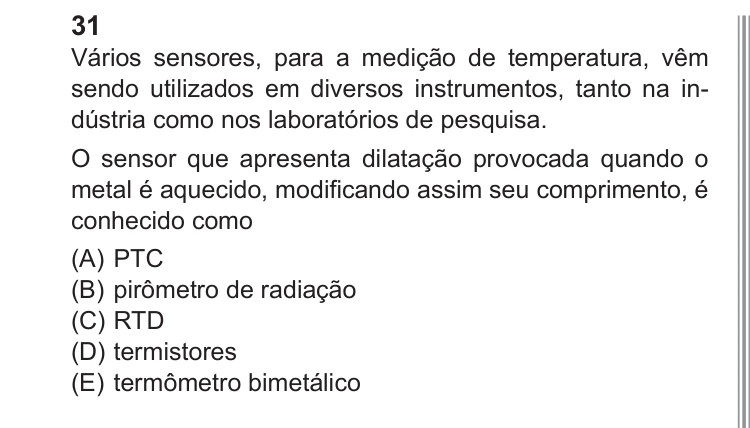 31
Vários sensores, para a medição de temperatura, vêm
sendo utilizados em diversos instrumentos, tanto na in-
dústria como nos laboratórios de pesquisa.
O sensor que apresenta dilatação provocada quando o
metal é aquecido, modificando assim seu comprimento, é
conhecido como
(A) PTC
(B) pirômetro de radiação
(C) RTD
(D) termistores
(E) termômetro bimetálico